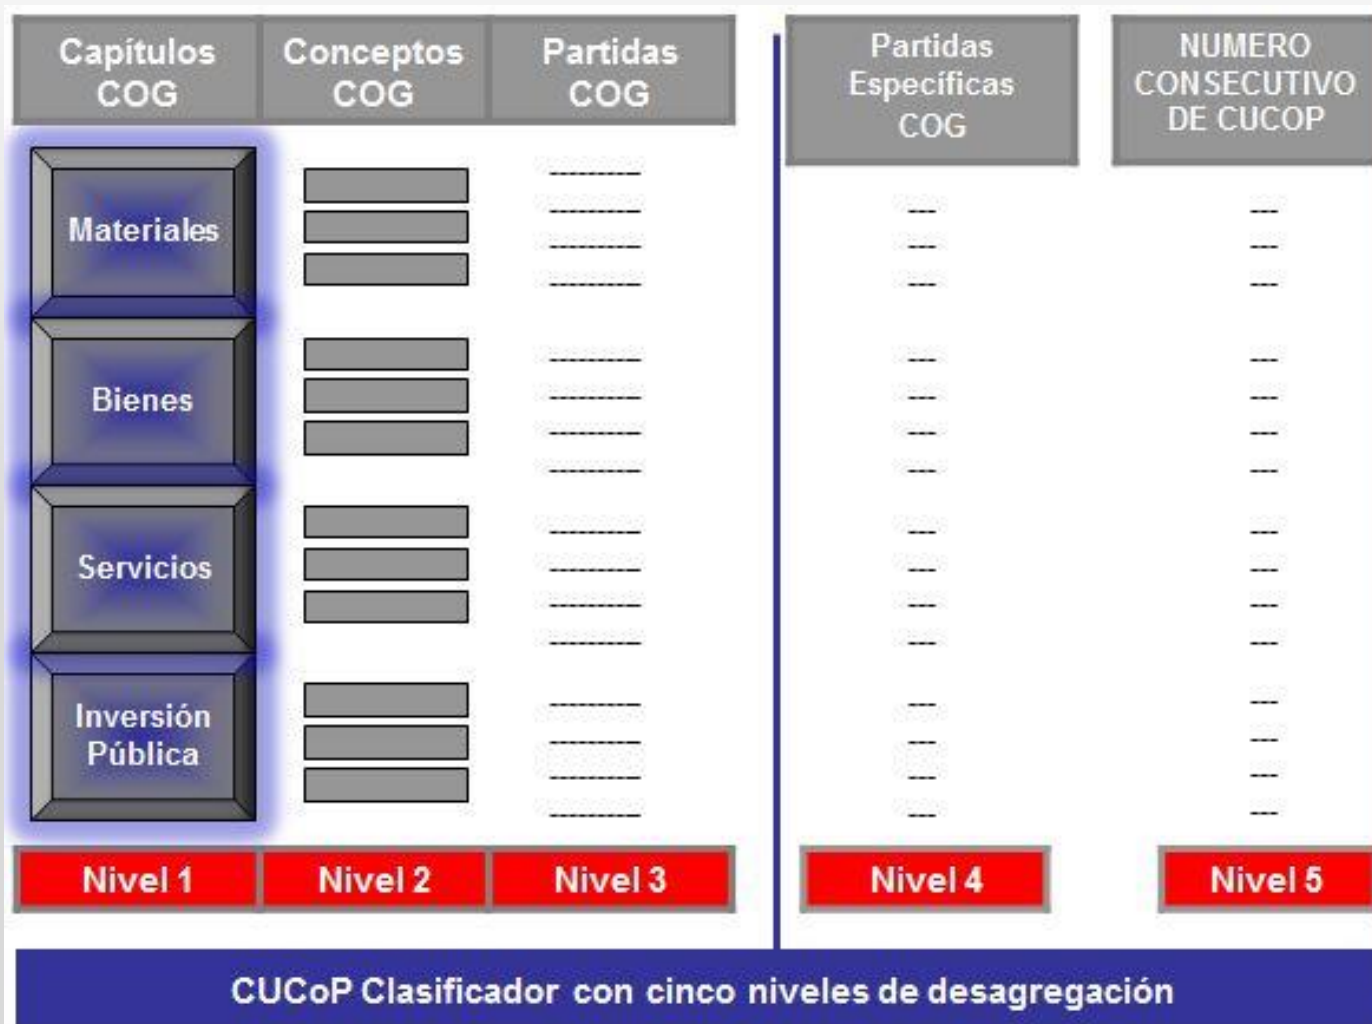 Capítulos
COG
Conceptos
COG
Partidas
COG
Partidas
Específicas
COG
NUMERO
CONSECUTIVO
DE CUCOP
Materiales
Bienes
Servicios
Inversión
Pública
Nivel 1
Nivel 2
Nivel 3
Nivel 4
Nivel 5
CUCoP Clasificador con cinco niveles de desagregación